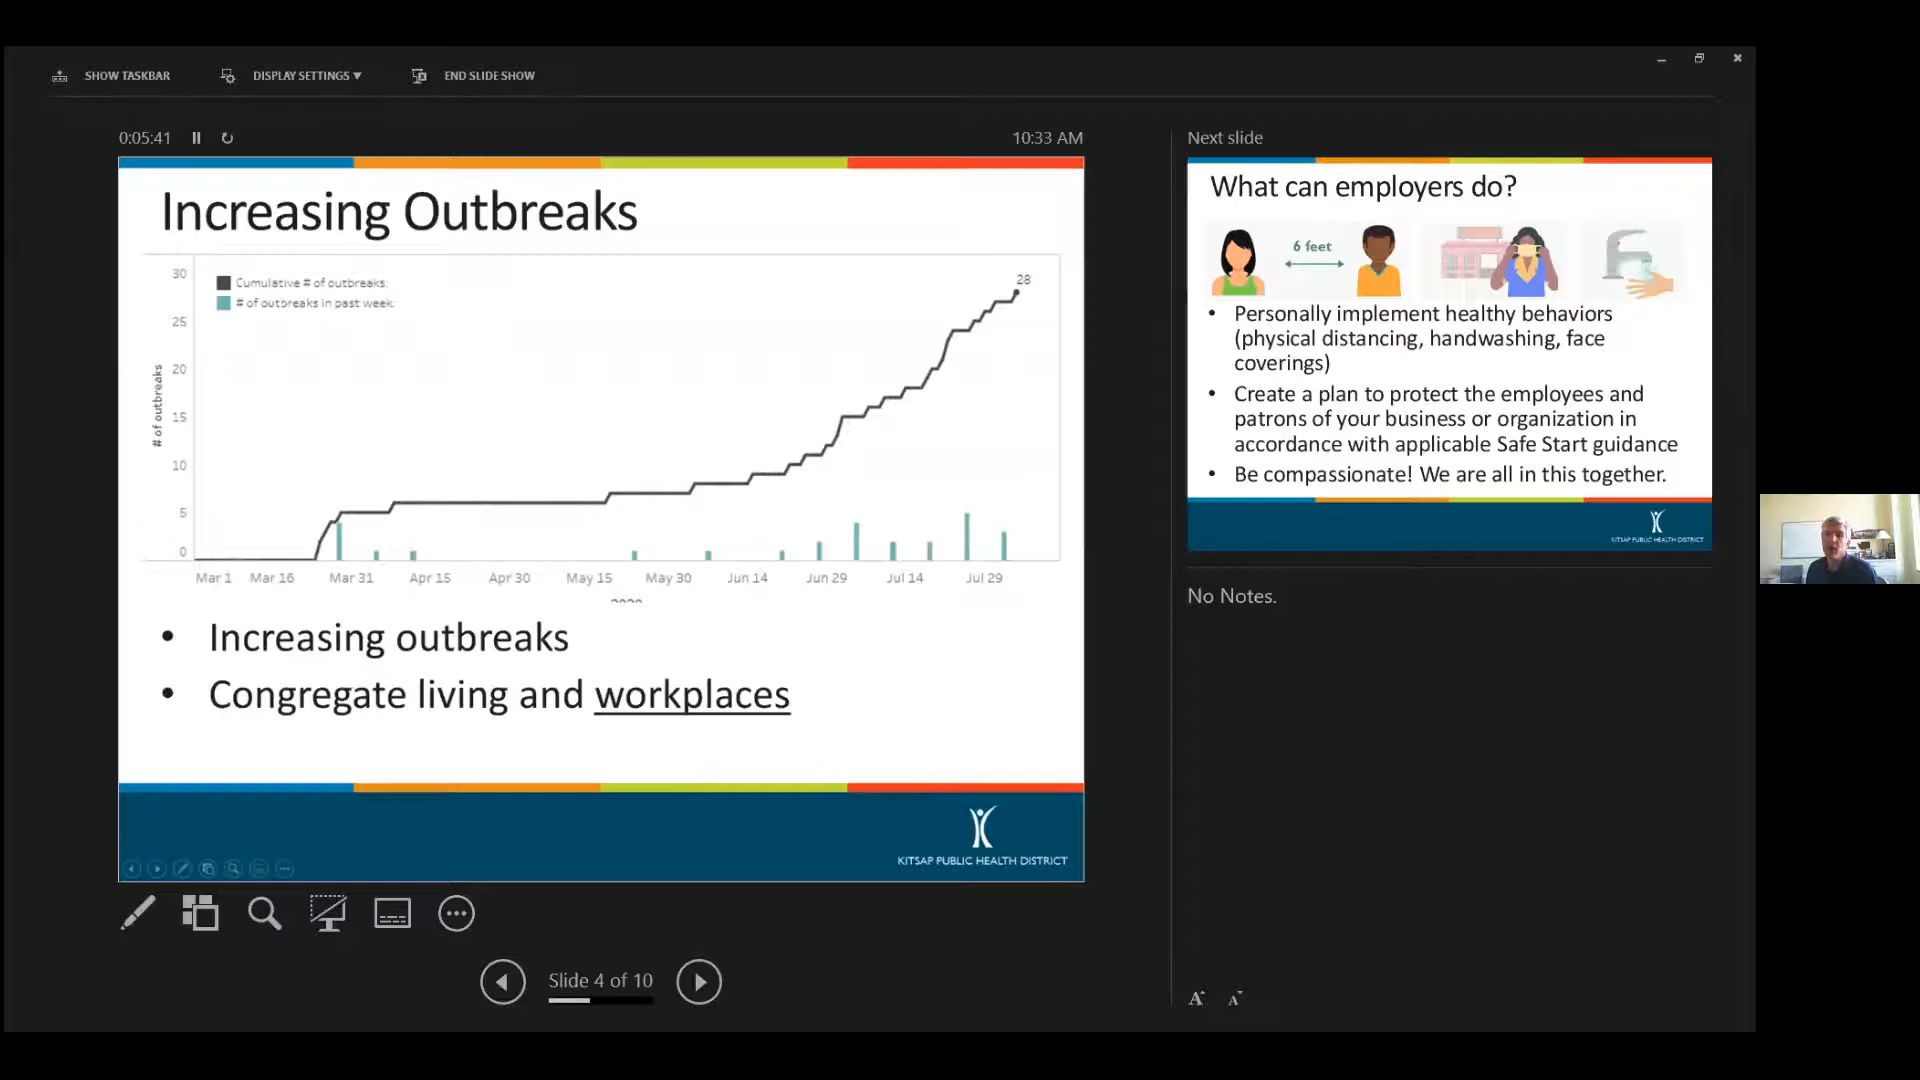 SHOW TASKBAR
DISPLAY SETTINGS ▼
END SLIDE SHOW
0:05:41
10:33 AM
Increasing Outbreaks
30
25
20
15
10
5
0
# of outbreaks
Cumulative # of outbreaks:
# of outbreaks in past week:
28
Mar 1
Mar 16
Mar 31
Apr 15
Apr 30
May 15
May 30
Jun 14
Jun 29
Jul 14
Jul 29
• Increasing outbreaks
• Congregate living and workplaces
KITSAP PUBLIC HEALTH DISTRICT
Slide 4 of 10
Next slide
What can employers do?
6 feet
• Personally implement healthy behaviors
(physical distancing, handwashing, face
coverings)
• Create a plan to protect the employees and
patrons of your business or organization in
accordance with applicable Safe Start guidance
• Be compassionate! We are all in this together.
KITSAP PUBLIC HEALTH DISTRICT
No Notes.
A A